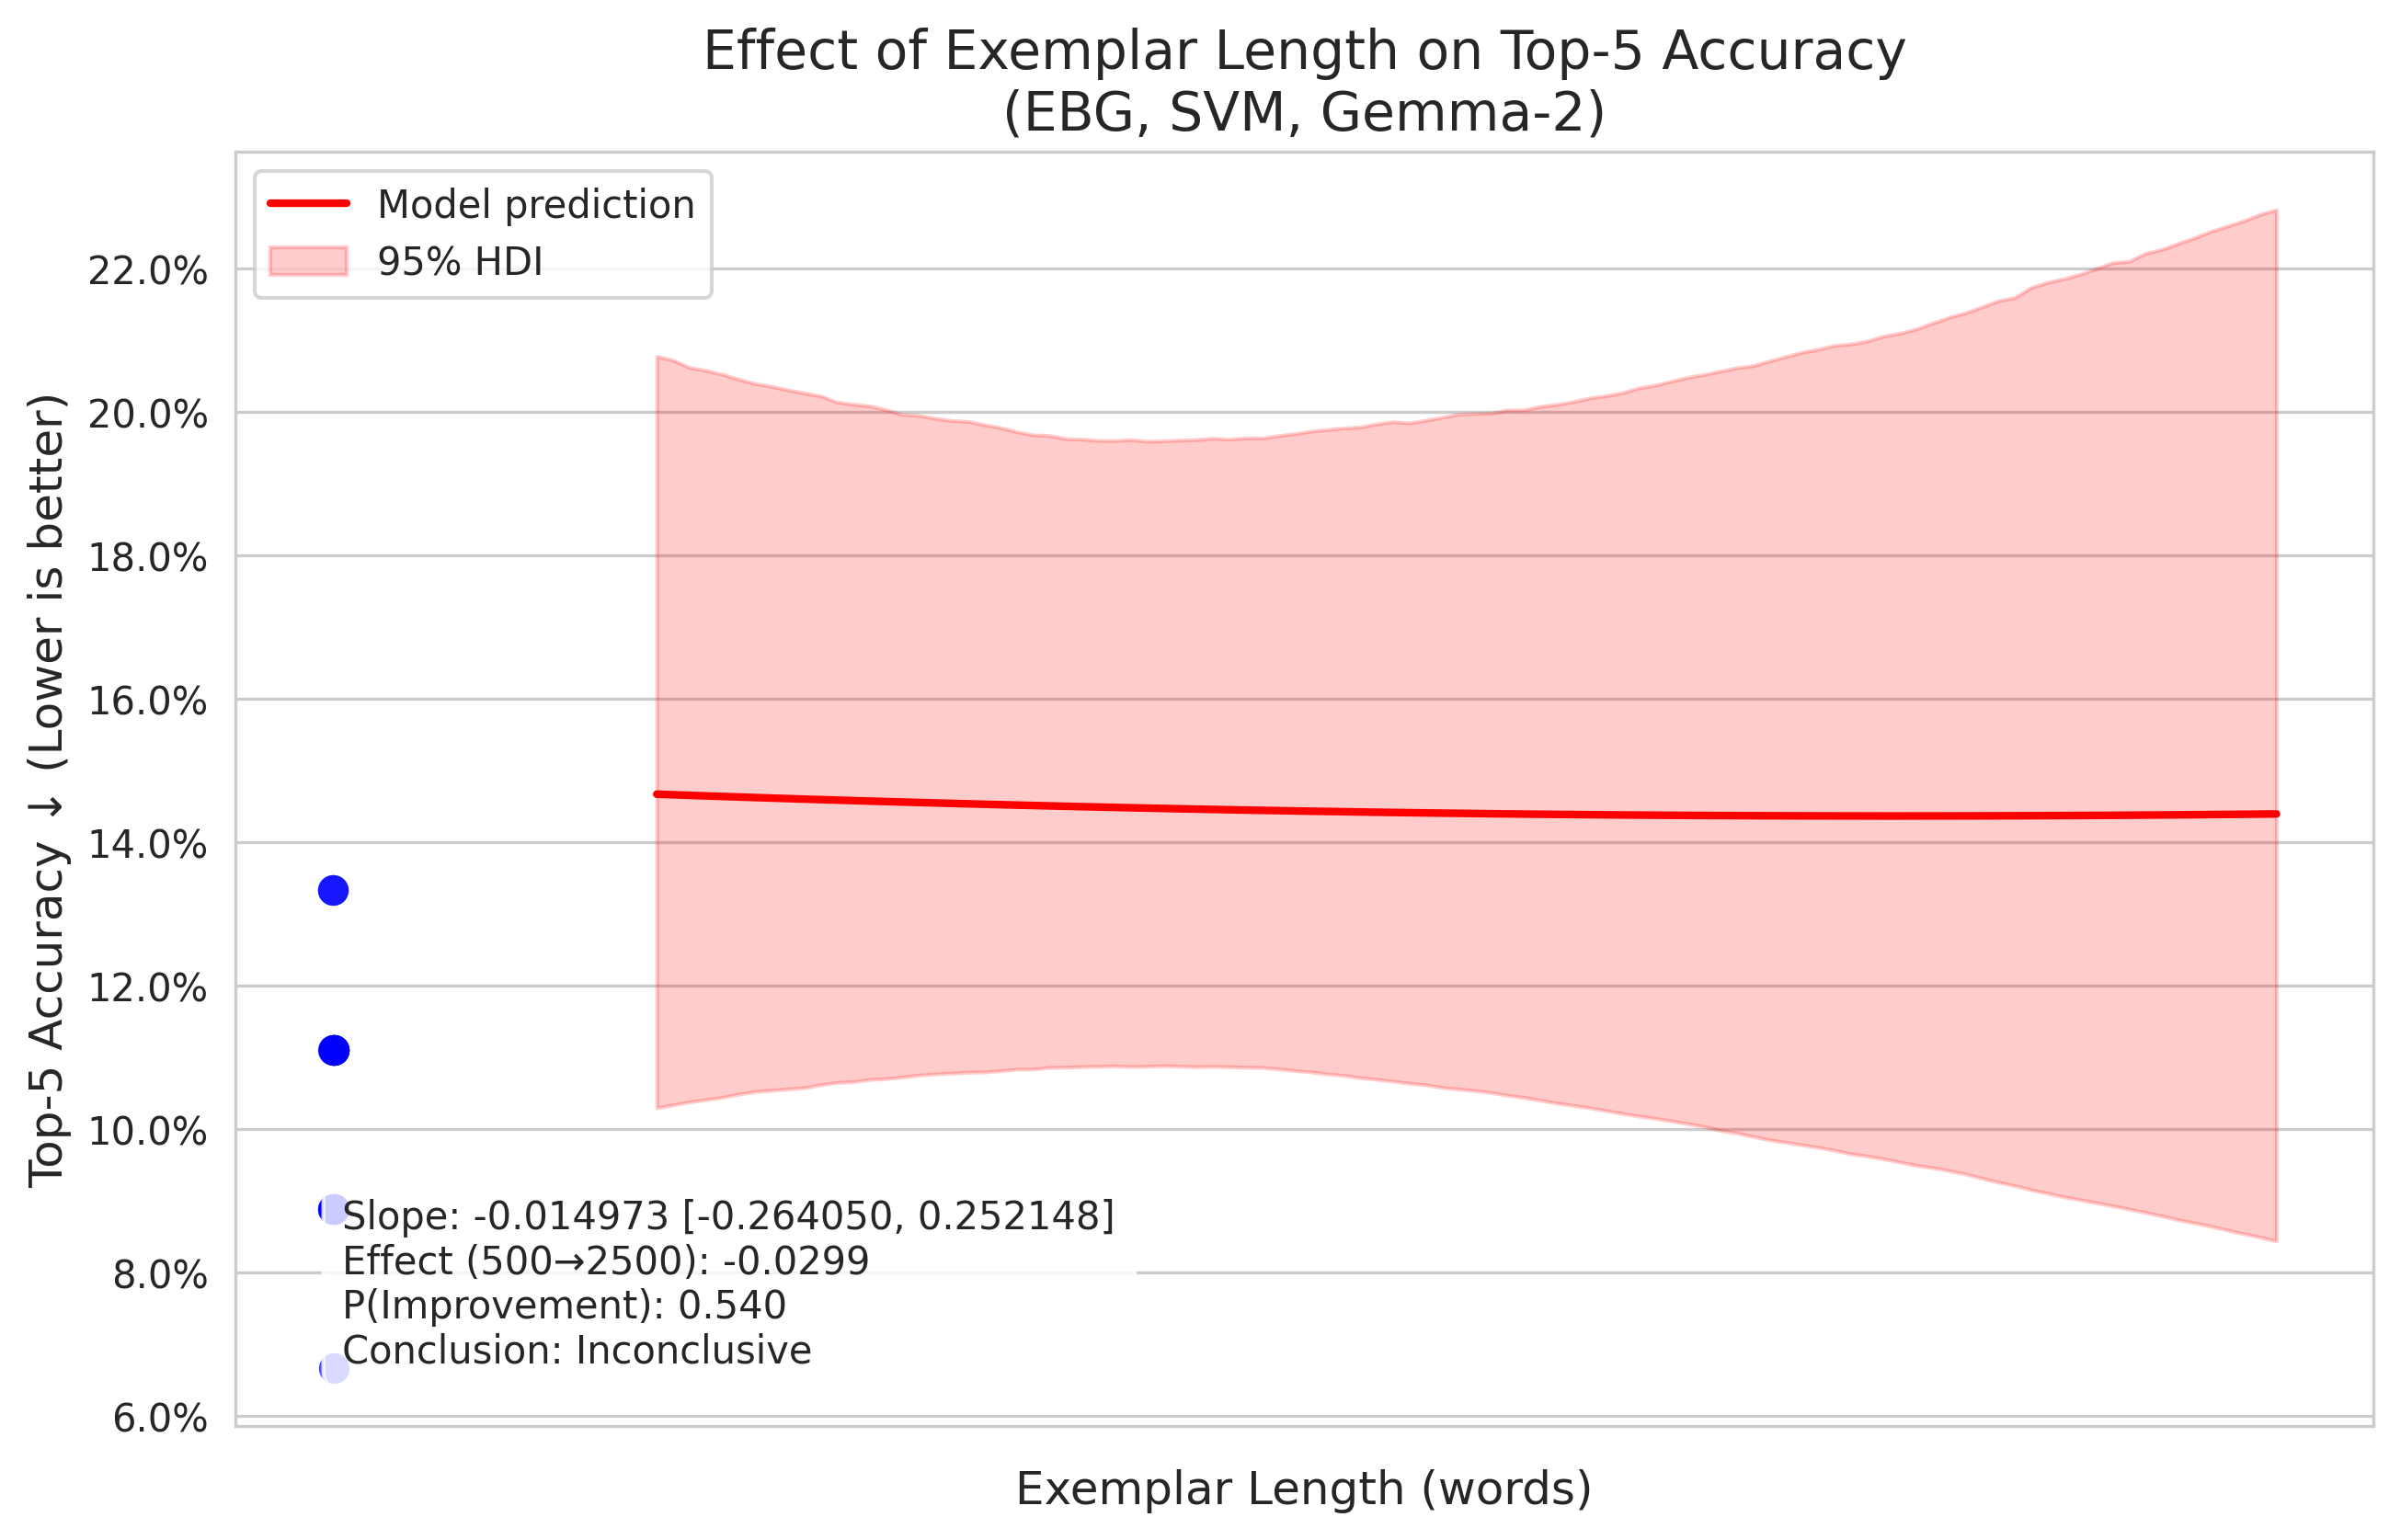 Effect of Exemplar Length on Top-5 Accuracy
(EBG, SVM, Gemma-2)
Model prediction
95% HDI
Top-5 Accuracy ↓ (Lower is better)
22.0%
20.0%
18.0%
16.0%
14.0%
12.0%
10.0%
8.0%
6.0%
Slope: -0.014973 [-0.264050, 0.252148]
Effect (500→2500): -0.0299
P(Improvement): 0.540
Conclusion: Inconclusive
Exemplar Length (words)